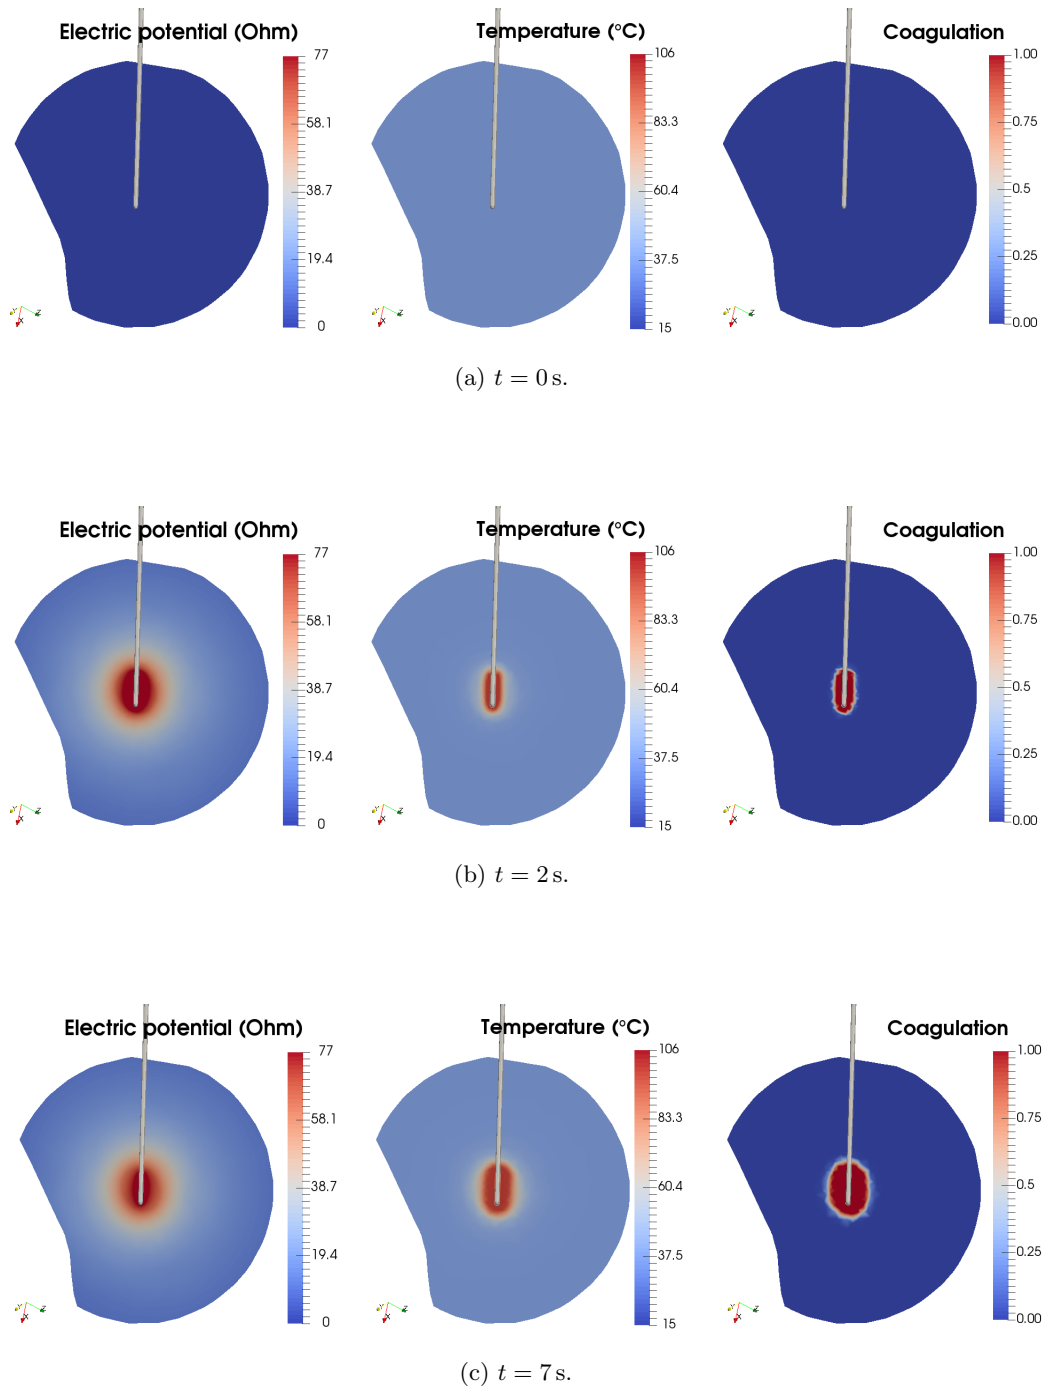 Electric potential (Ohm) Temperature (°C) Coagulation
77 106 1.00
58.1 83.3 0.75
38.7 60.4 0.5
19.4 37.5 0.25
0 15 0.00
Y X Z Y X Z Y X Z
(a) t = 0 s.
Electric potential (Ohm) Temperature (°C) Coagulation
77 106 1.00
58.1 83.3 0.75
38.7 60.4 0.5
19.4 37.5 0.25
0 15 0.00
Y X Z Y X Z Y X Z
(b) t = 2 s.
Electric potential (Ohm) Temperature (°C) Coagulation
77 106 1.00
58.1 83.3 0.75
38.7 60.4 0.5
19.4 37.5 0.25
0 15 0.00
Y X Z Y X Z Y X Z
(c) t = 7 s.